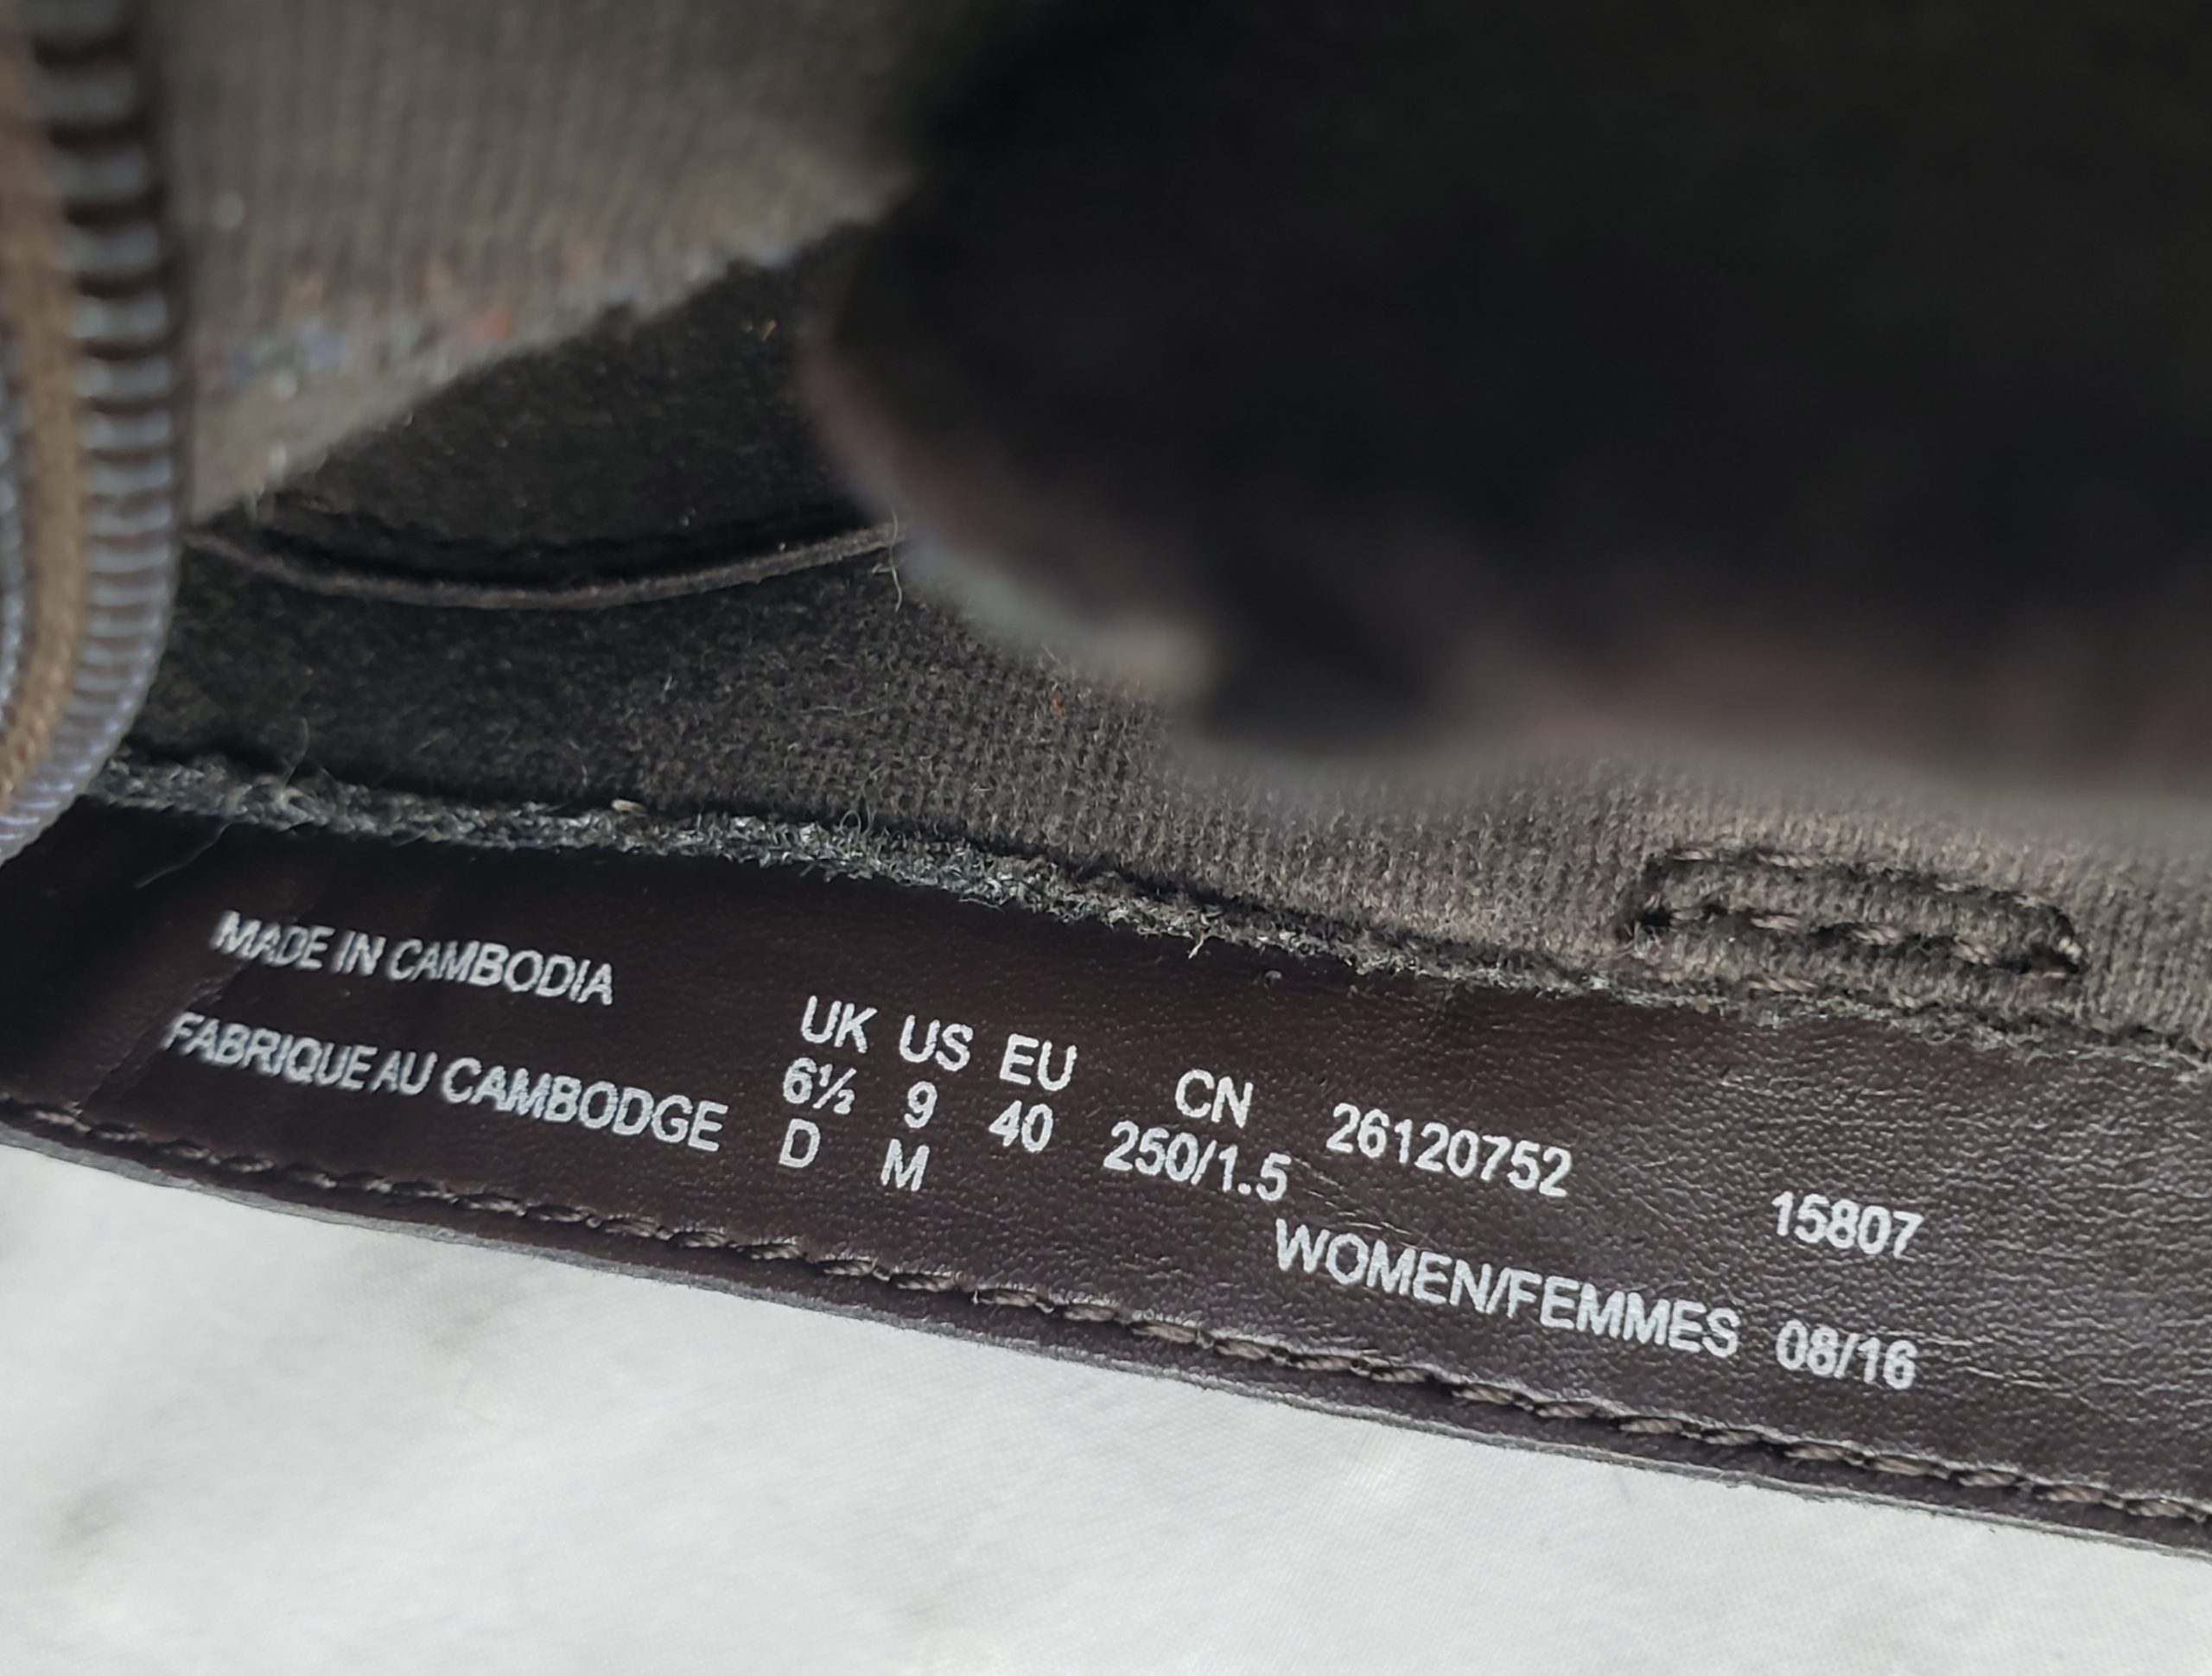 MADE IN CAMBODIA
FABRIQUE AU CAMBODGE
UK US EU CN 26120752
6½ 9 40 250/1.5 15807
D M WOMEN/FEMMES 08/16